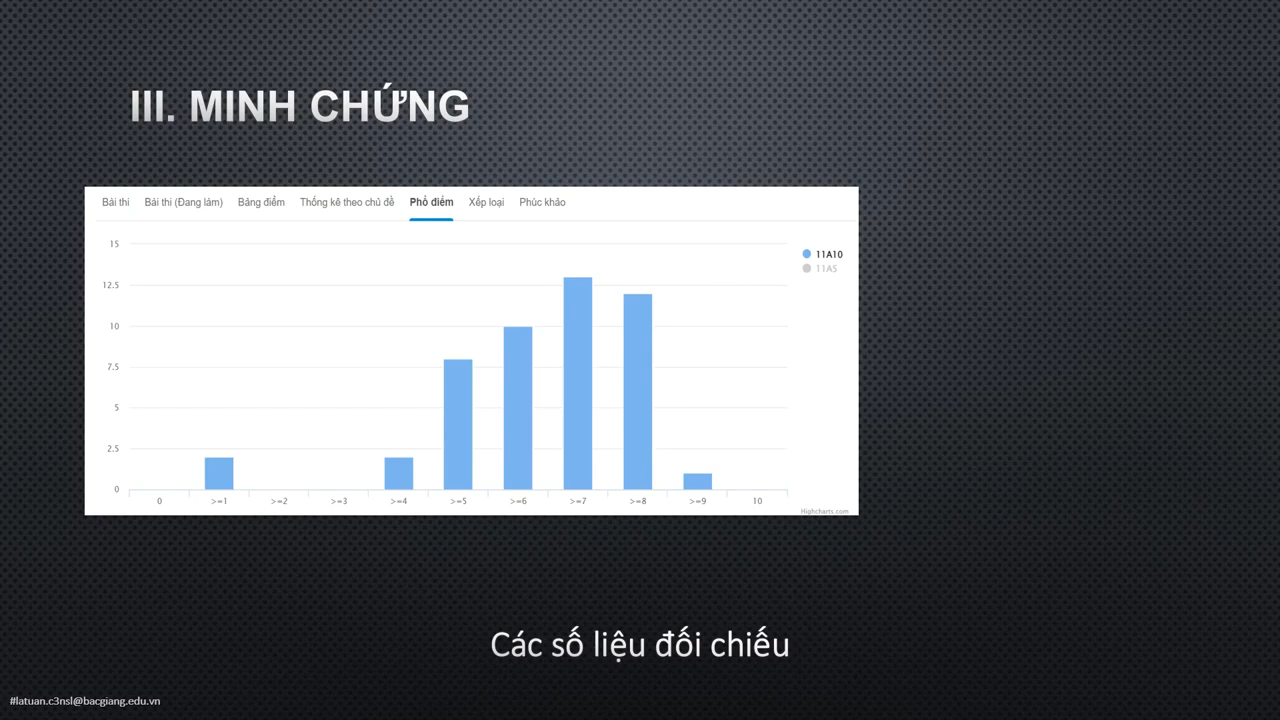 III. MINH CHỨNG
Bài thi Bài thi (Đang làm) Bảng điểm Thống kê theo chủ đề Phổ điểm Xếp loại Phúc khảo
15
12.5
10
7.5
5
2.5
0
0 >=1 >=2 >=3 >=4 >=5 >=6 >=7 >=8 >=9 10
11A10
11A5
Highcharts.com
Các số liệu đối chiếu
#latuan.c3nsl@bacgiang.edu.vn